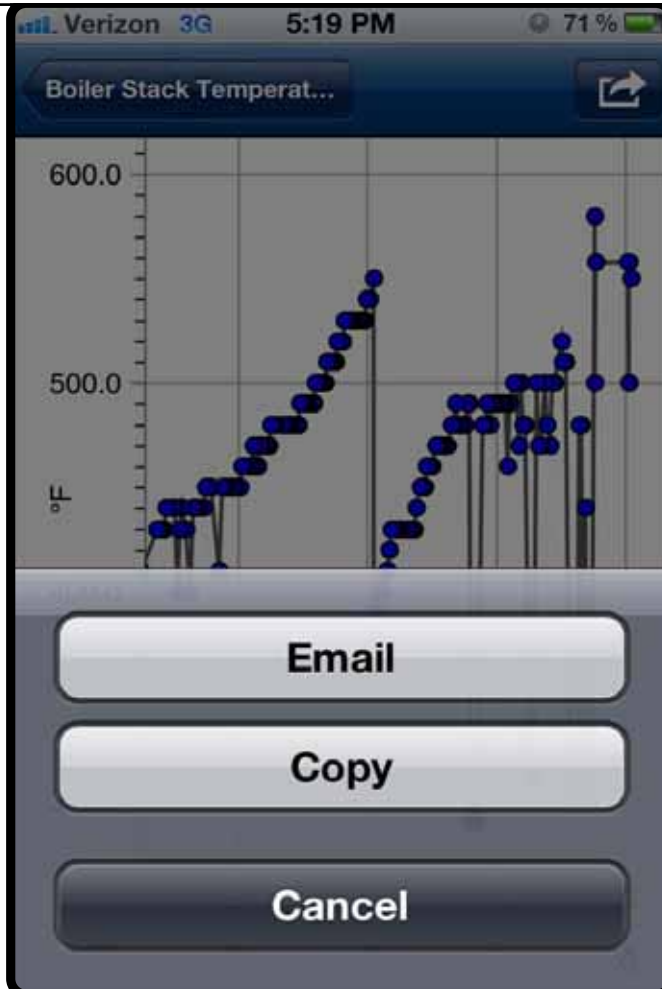 Verizon 3G 5:19 PM 71 %
Boiler Stack Temperat...
600.0
500.0
°F
Email
Copy
Cancel